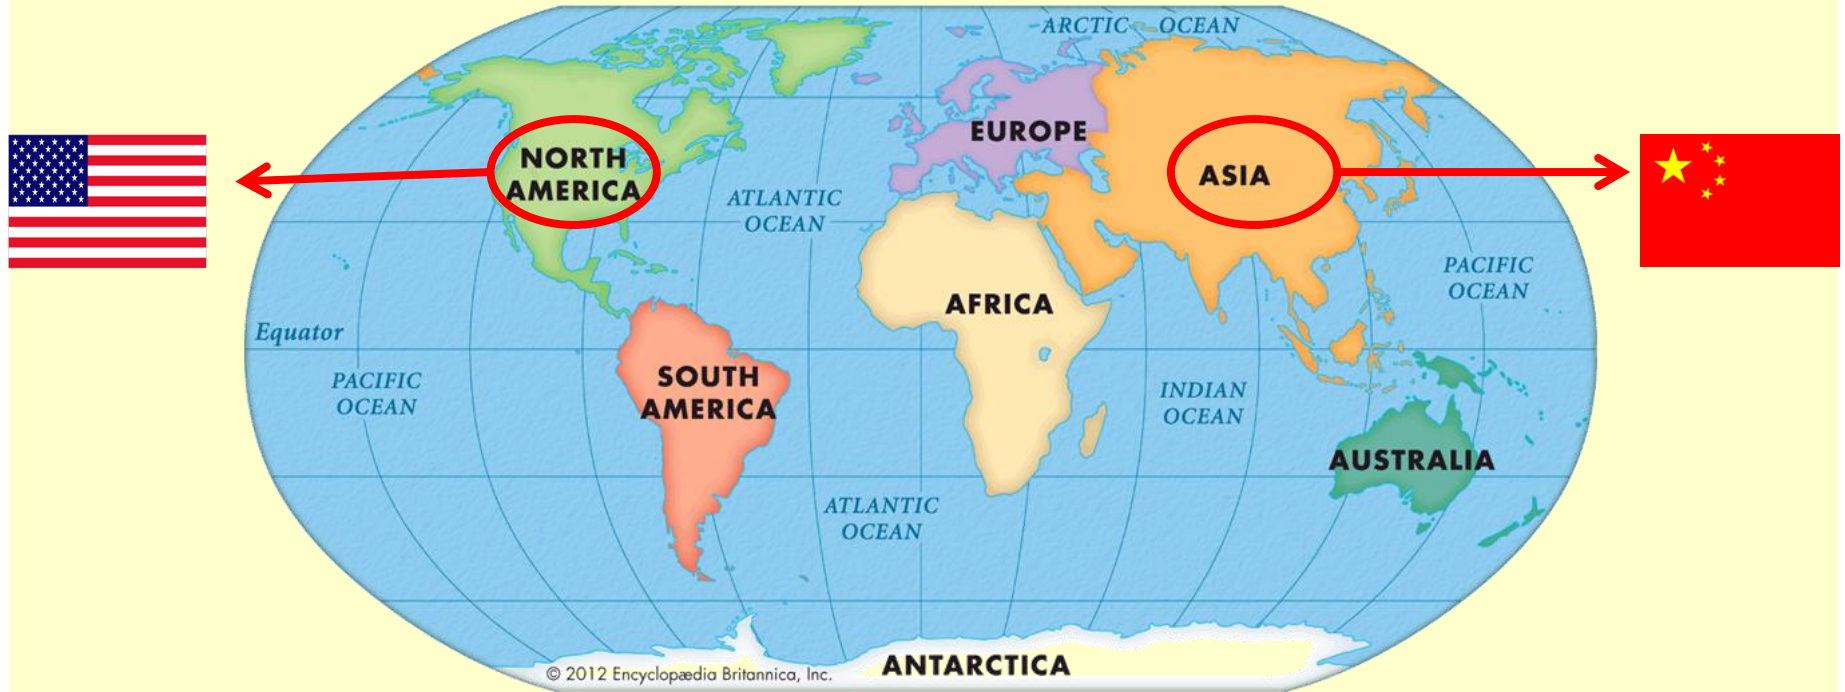 ARCTIC OCEAN
NORTH
AMERICA
EUROPE
ASIA
ATLANTIC
OCEAN
PACIFIC
OCEAN
AFRICA
Equator
PACIFIC
OCEAN
SOUTH
AMERICA
INDIAN
OCEAN
AUSTRALIA
ATLANTIC
OCEAN
ANTARCTICA
© 2012 Encyclopædia Britannica, Inc.